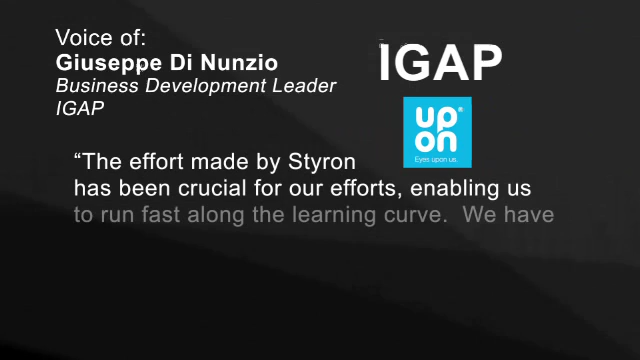 Voice of:
Giuseppe Di Nunzio
Business Development Leader
IGAP
IGAP
up®
on
Eyes upon us.
“The effort made by Styron
has been crucial for our efforts, enabling us
to run fast along the learning curve.  We have